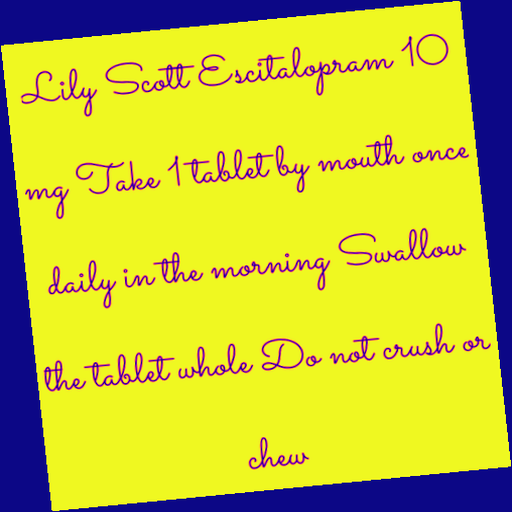 Lily Scott Escitalopram 10
mg Take 1 tablet by mouth once
daily in the morning Swallow
the tablet whole Do not crush or
chew